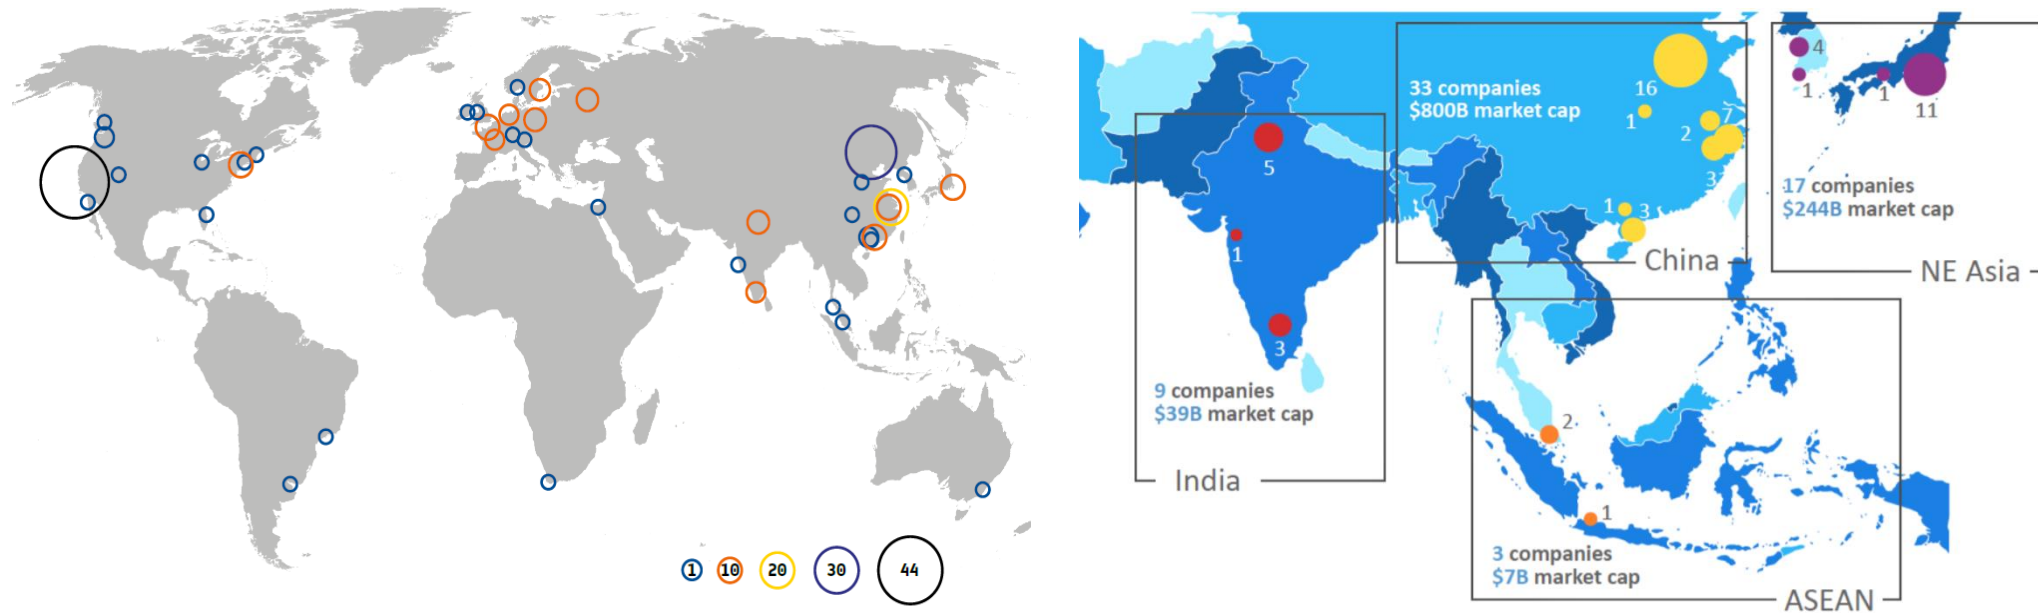 1 10 20 30 44
33 companies
$800B market cap
16
1
2
7
3
1
3
China
4
1
1
11
17 companies
$244B market cap
NE Asia
5
1
3
9 companies
$39B market cap
India
2
1
3 companies
$7B market cap
ASEAN